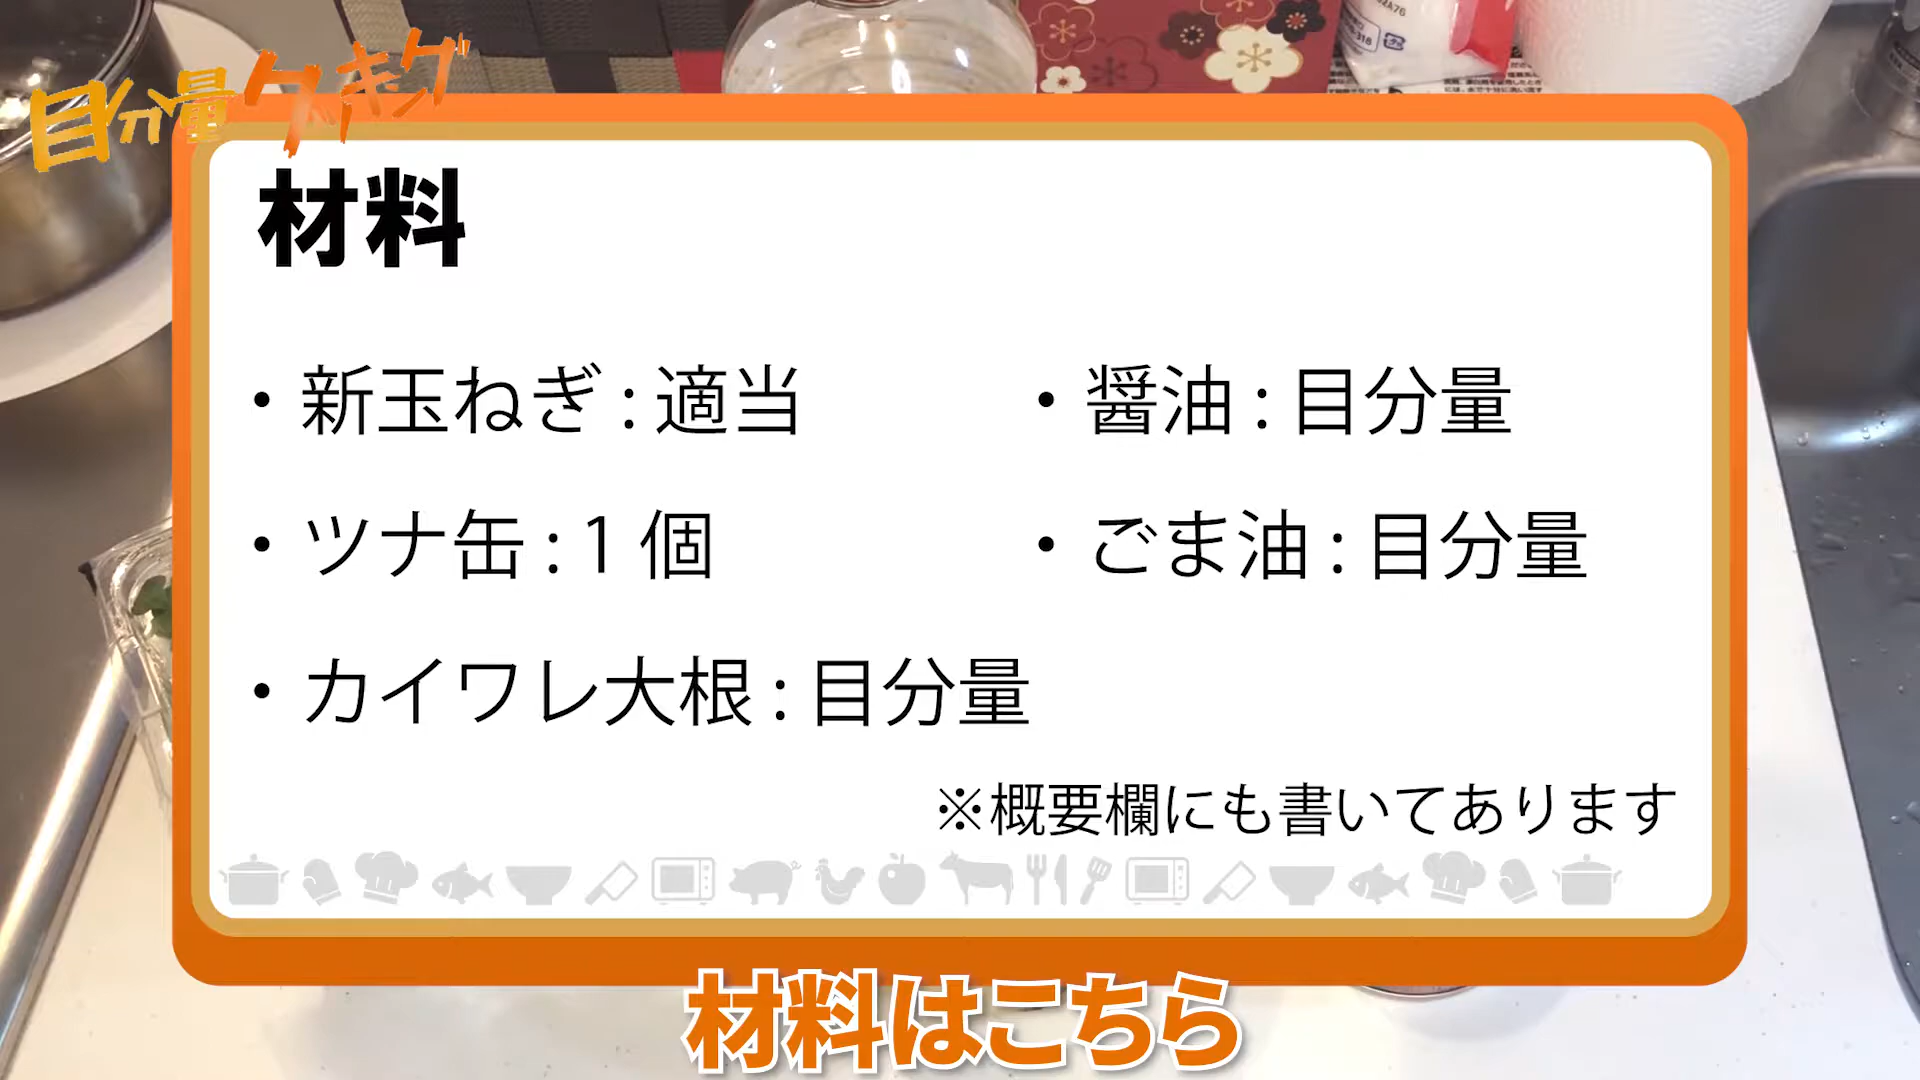 目分量クッキング
材料
・新玉ねぎ:適当
・ツナ缶:1個
・カイワレ大根:目分量
・醤油:目分量
・ごま油:目分量
※概要欄にも書いてあります
材料はこちら